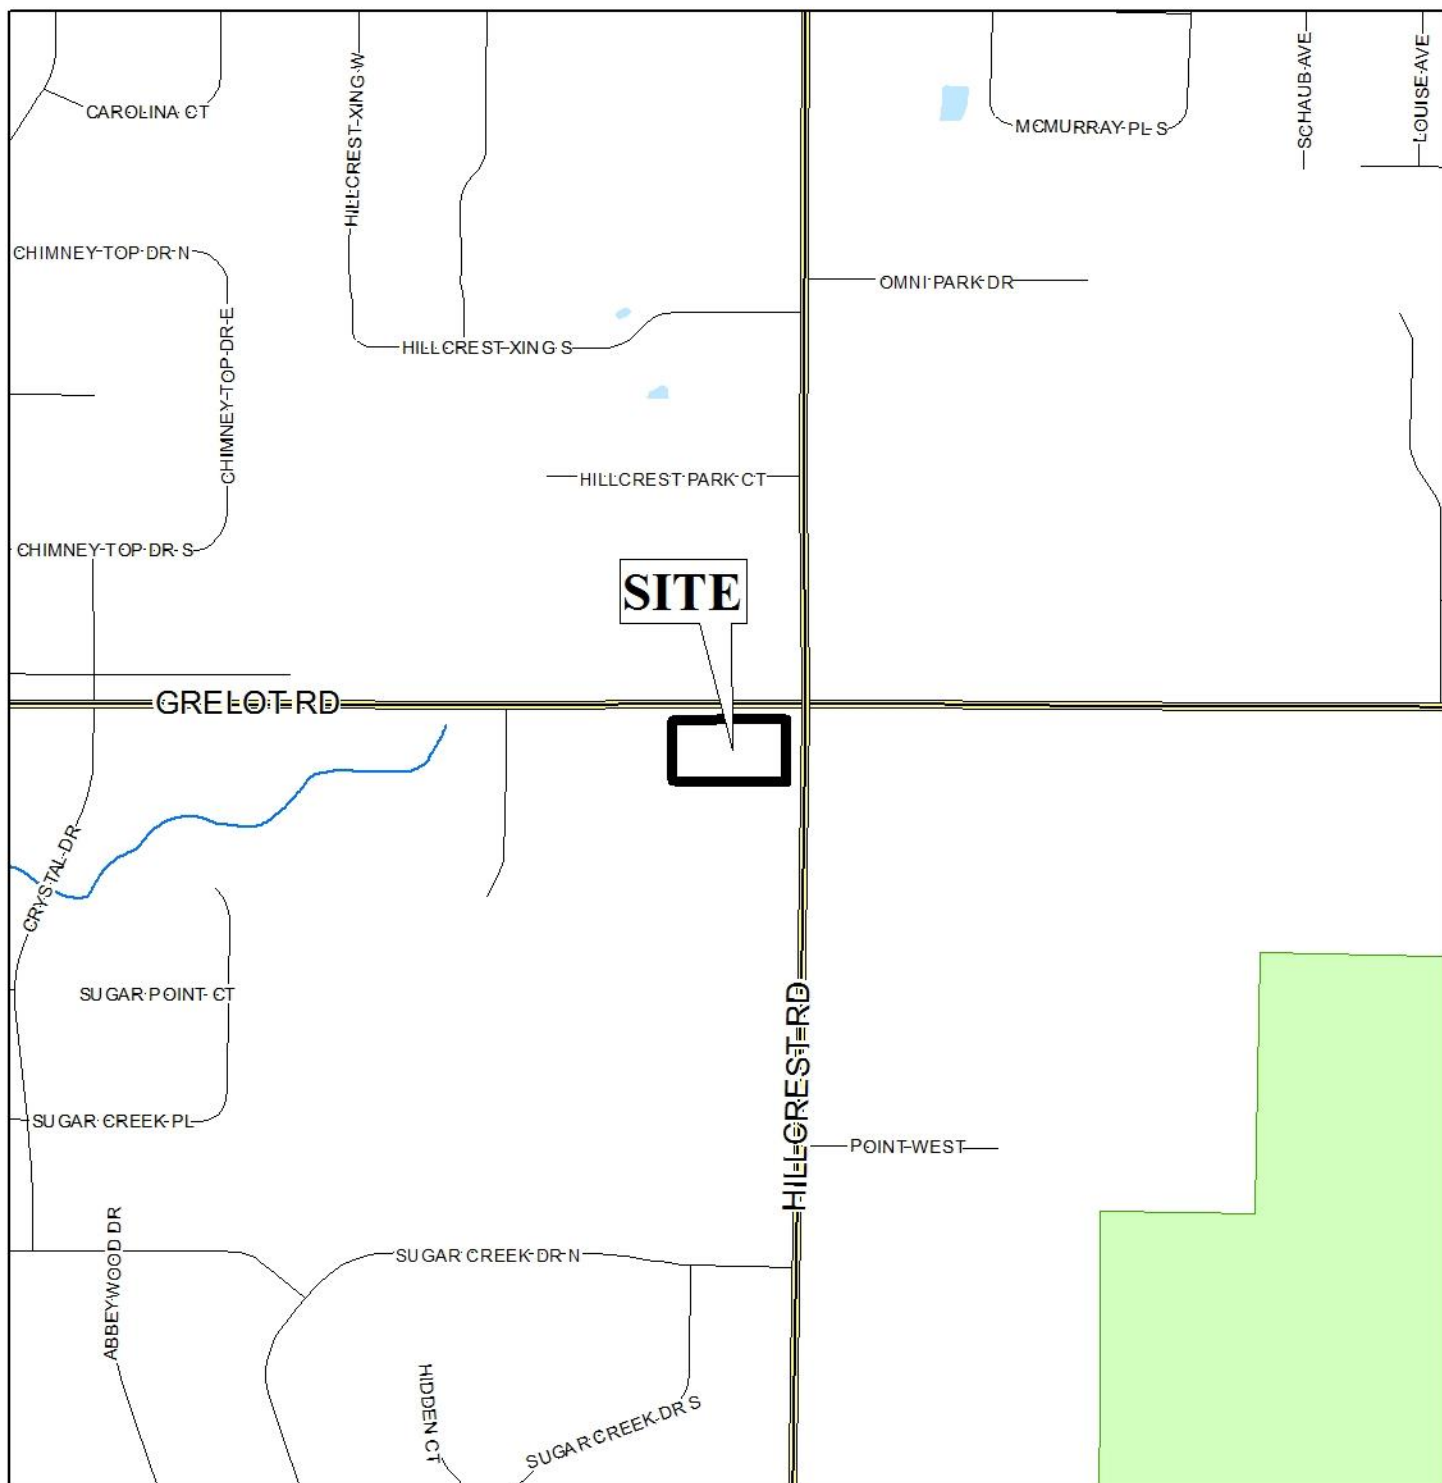 CAROLINA CT
HILLCREST XING W
MCMURRAY PL S
SCHAUB AVE
LOUISE AVE
CHIMNEY TOP DR N
OMNI PARK DR
CHIMNEY TOP DR E
HILLCREST XING S
HILLCREST PARK CT
CHIMNEY TOP DR S
SITE
GRELOT RD
CRYSTAL DR
SUGAR POINT CT
HILLCREST RD
SUGAR CREEK PL
POINT WEST
ABBEYWOOD DR
SUGAR CREEK DR N
HIDDEN CT
SUGAR CREEK DR S